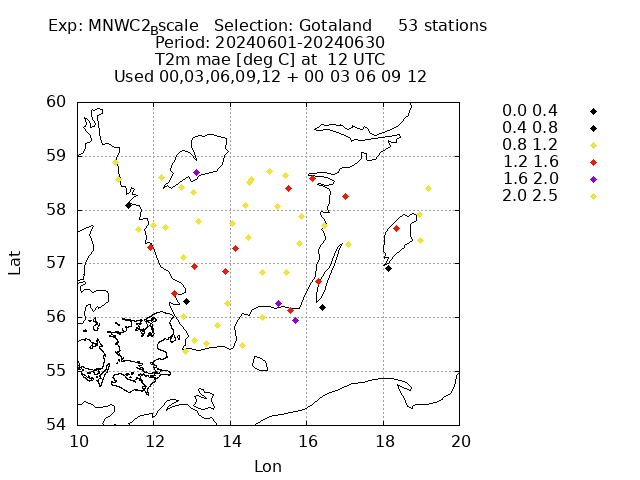 Exp: MNWC2_Bscale   Selection: Gotaland     53 stations
Period: 20240601-20240630
T2m mae [deg C] at  12 UTC
Used 00,03,06,09,12 + 00 03 06 09 12
60
59
58
57
56
55
54
Lat
10 12 14 16 18 20
Lon
0.0 0.4
0.4 0.8
0.8 1.2
1.2 1.6
1.6 2.0
2.0 2.5